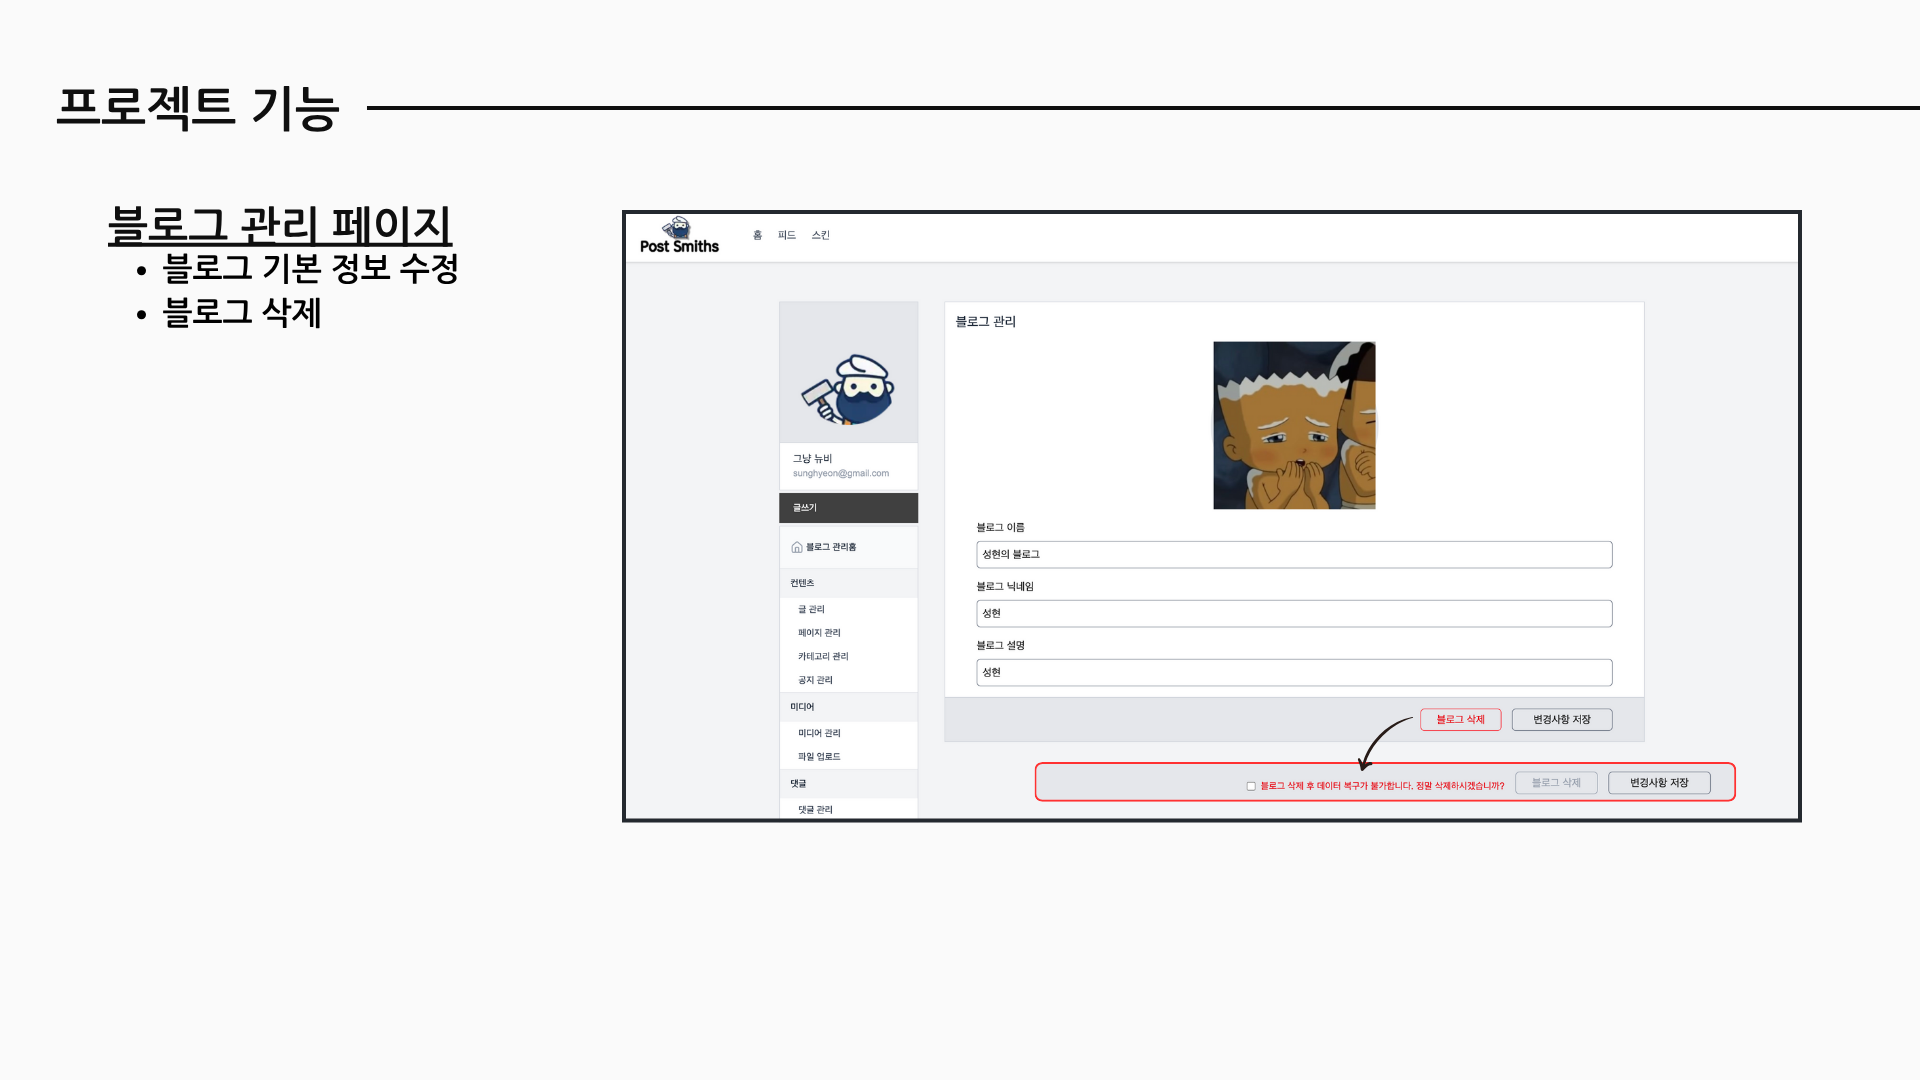 프로젝트 기능
블로그 관리 페이지
• 블로그 기본 정보 수정
• 블로그 삭제
Post Smiths
홈 피드 스킨
그냥 뉴비
sunghyeon@gmail.com
글쓰기
블로그 관리홈
컨텐츠
글 관리
페이지 관리
카테고리 관리
공지 관리
미디어
미디어 관리
파일 업로드
댓글
댓글 관리
블로그 관리
블로그 이름
성현의 블로그
블로그 닉네임
성현
블로그 설명
성현
블로그 삭제 변경사항 저장
블로그 삭제 후 데이터 복구가 불가합니다. 정말 삭제하시겠습니까? 블로그 삭제 변경사항 저장